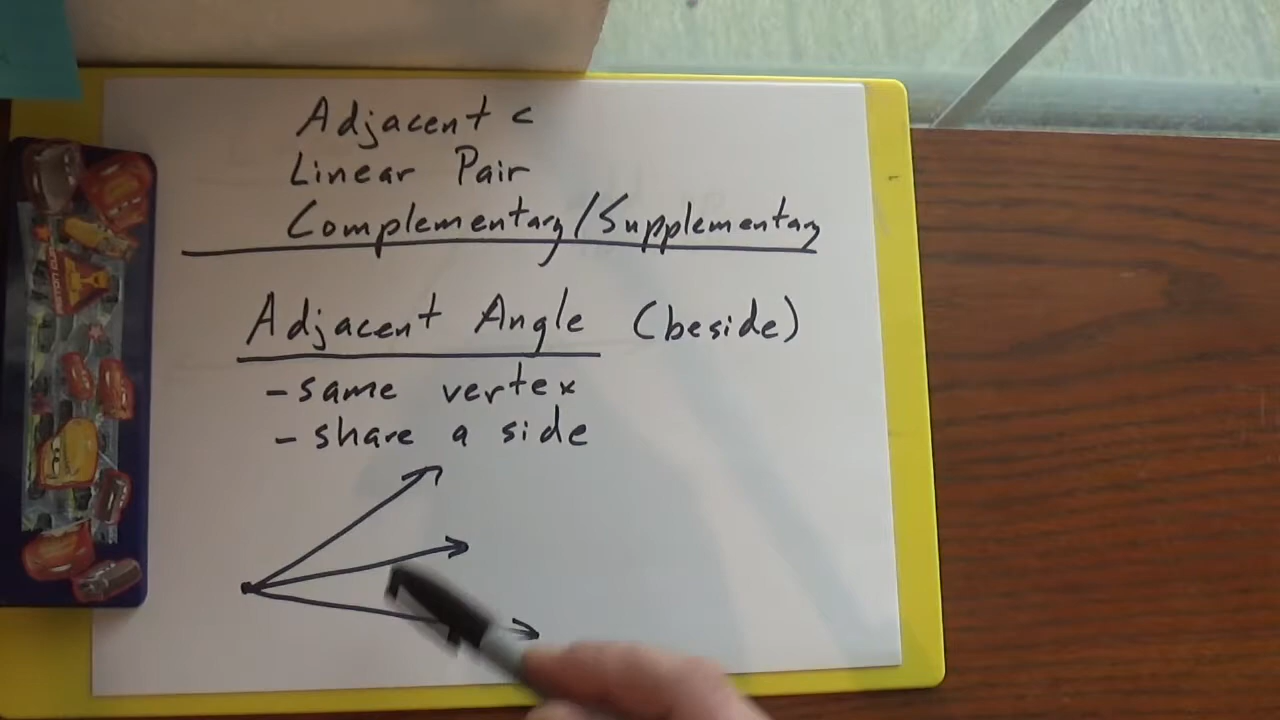 Adjacent <
Linear Pair
Complementary/Supplementary
Adjacent Angle (beside)
- same vertex
- share a side